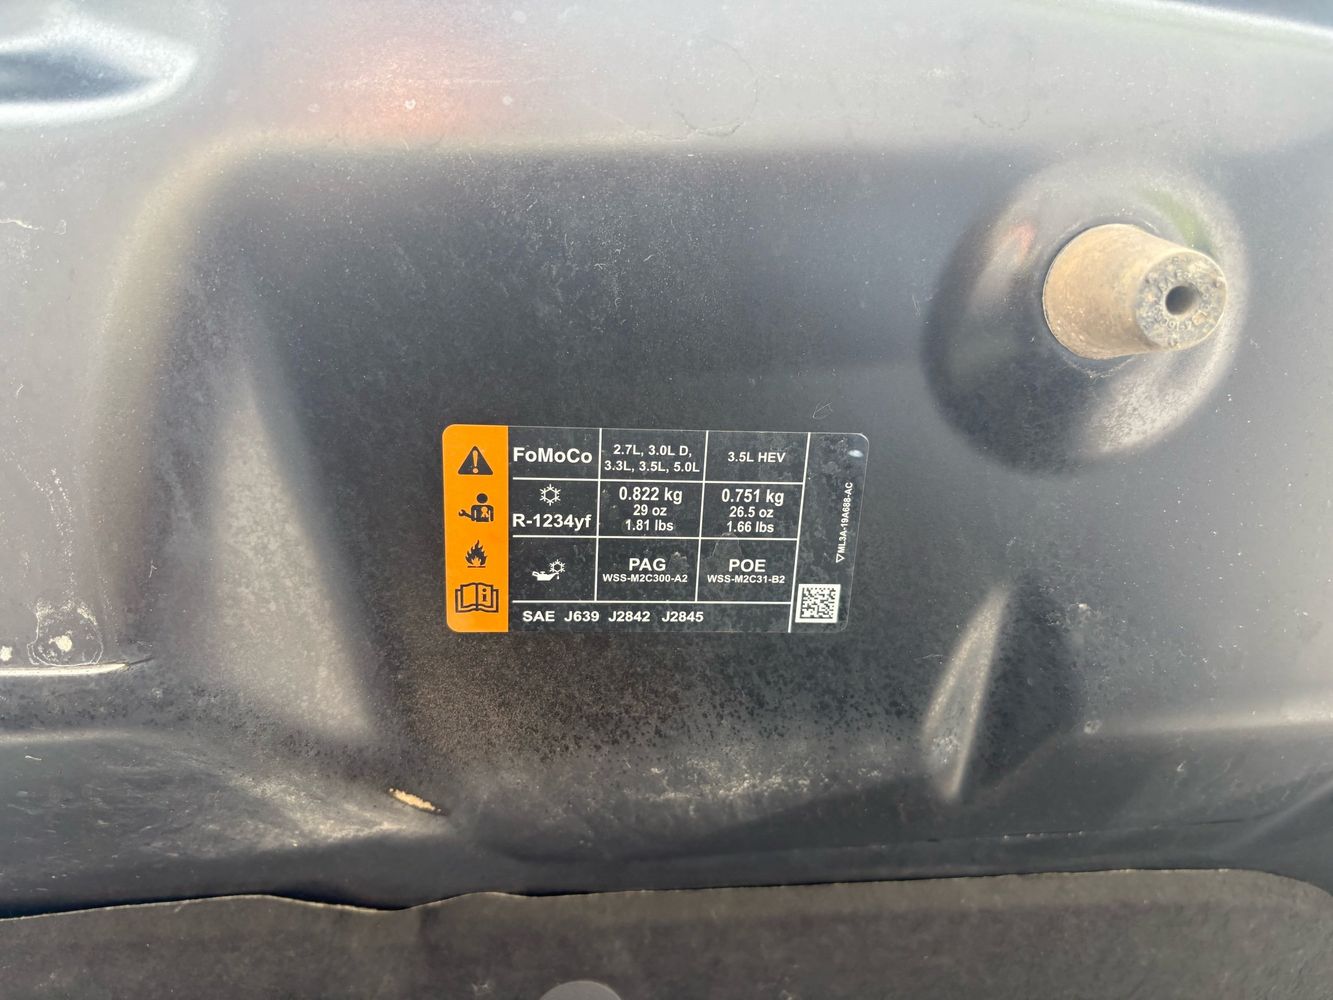 FoMoCo
2.7L, 3.0L D,
3.3L, 3.5L, 5.0L
3.5L HEV
R-1234yf
0.822 kg
29 oz
1.81 lbs
0.751 kg
26.5 oz
1.66 lbs
PAG
WSS-M2C300-A2
POE
WSS-M2C31-B2
SAE J639 J2842 J2845
ML3A-19A688-AC